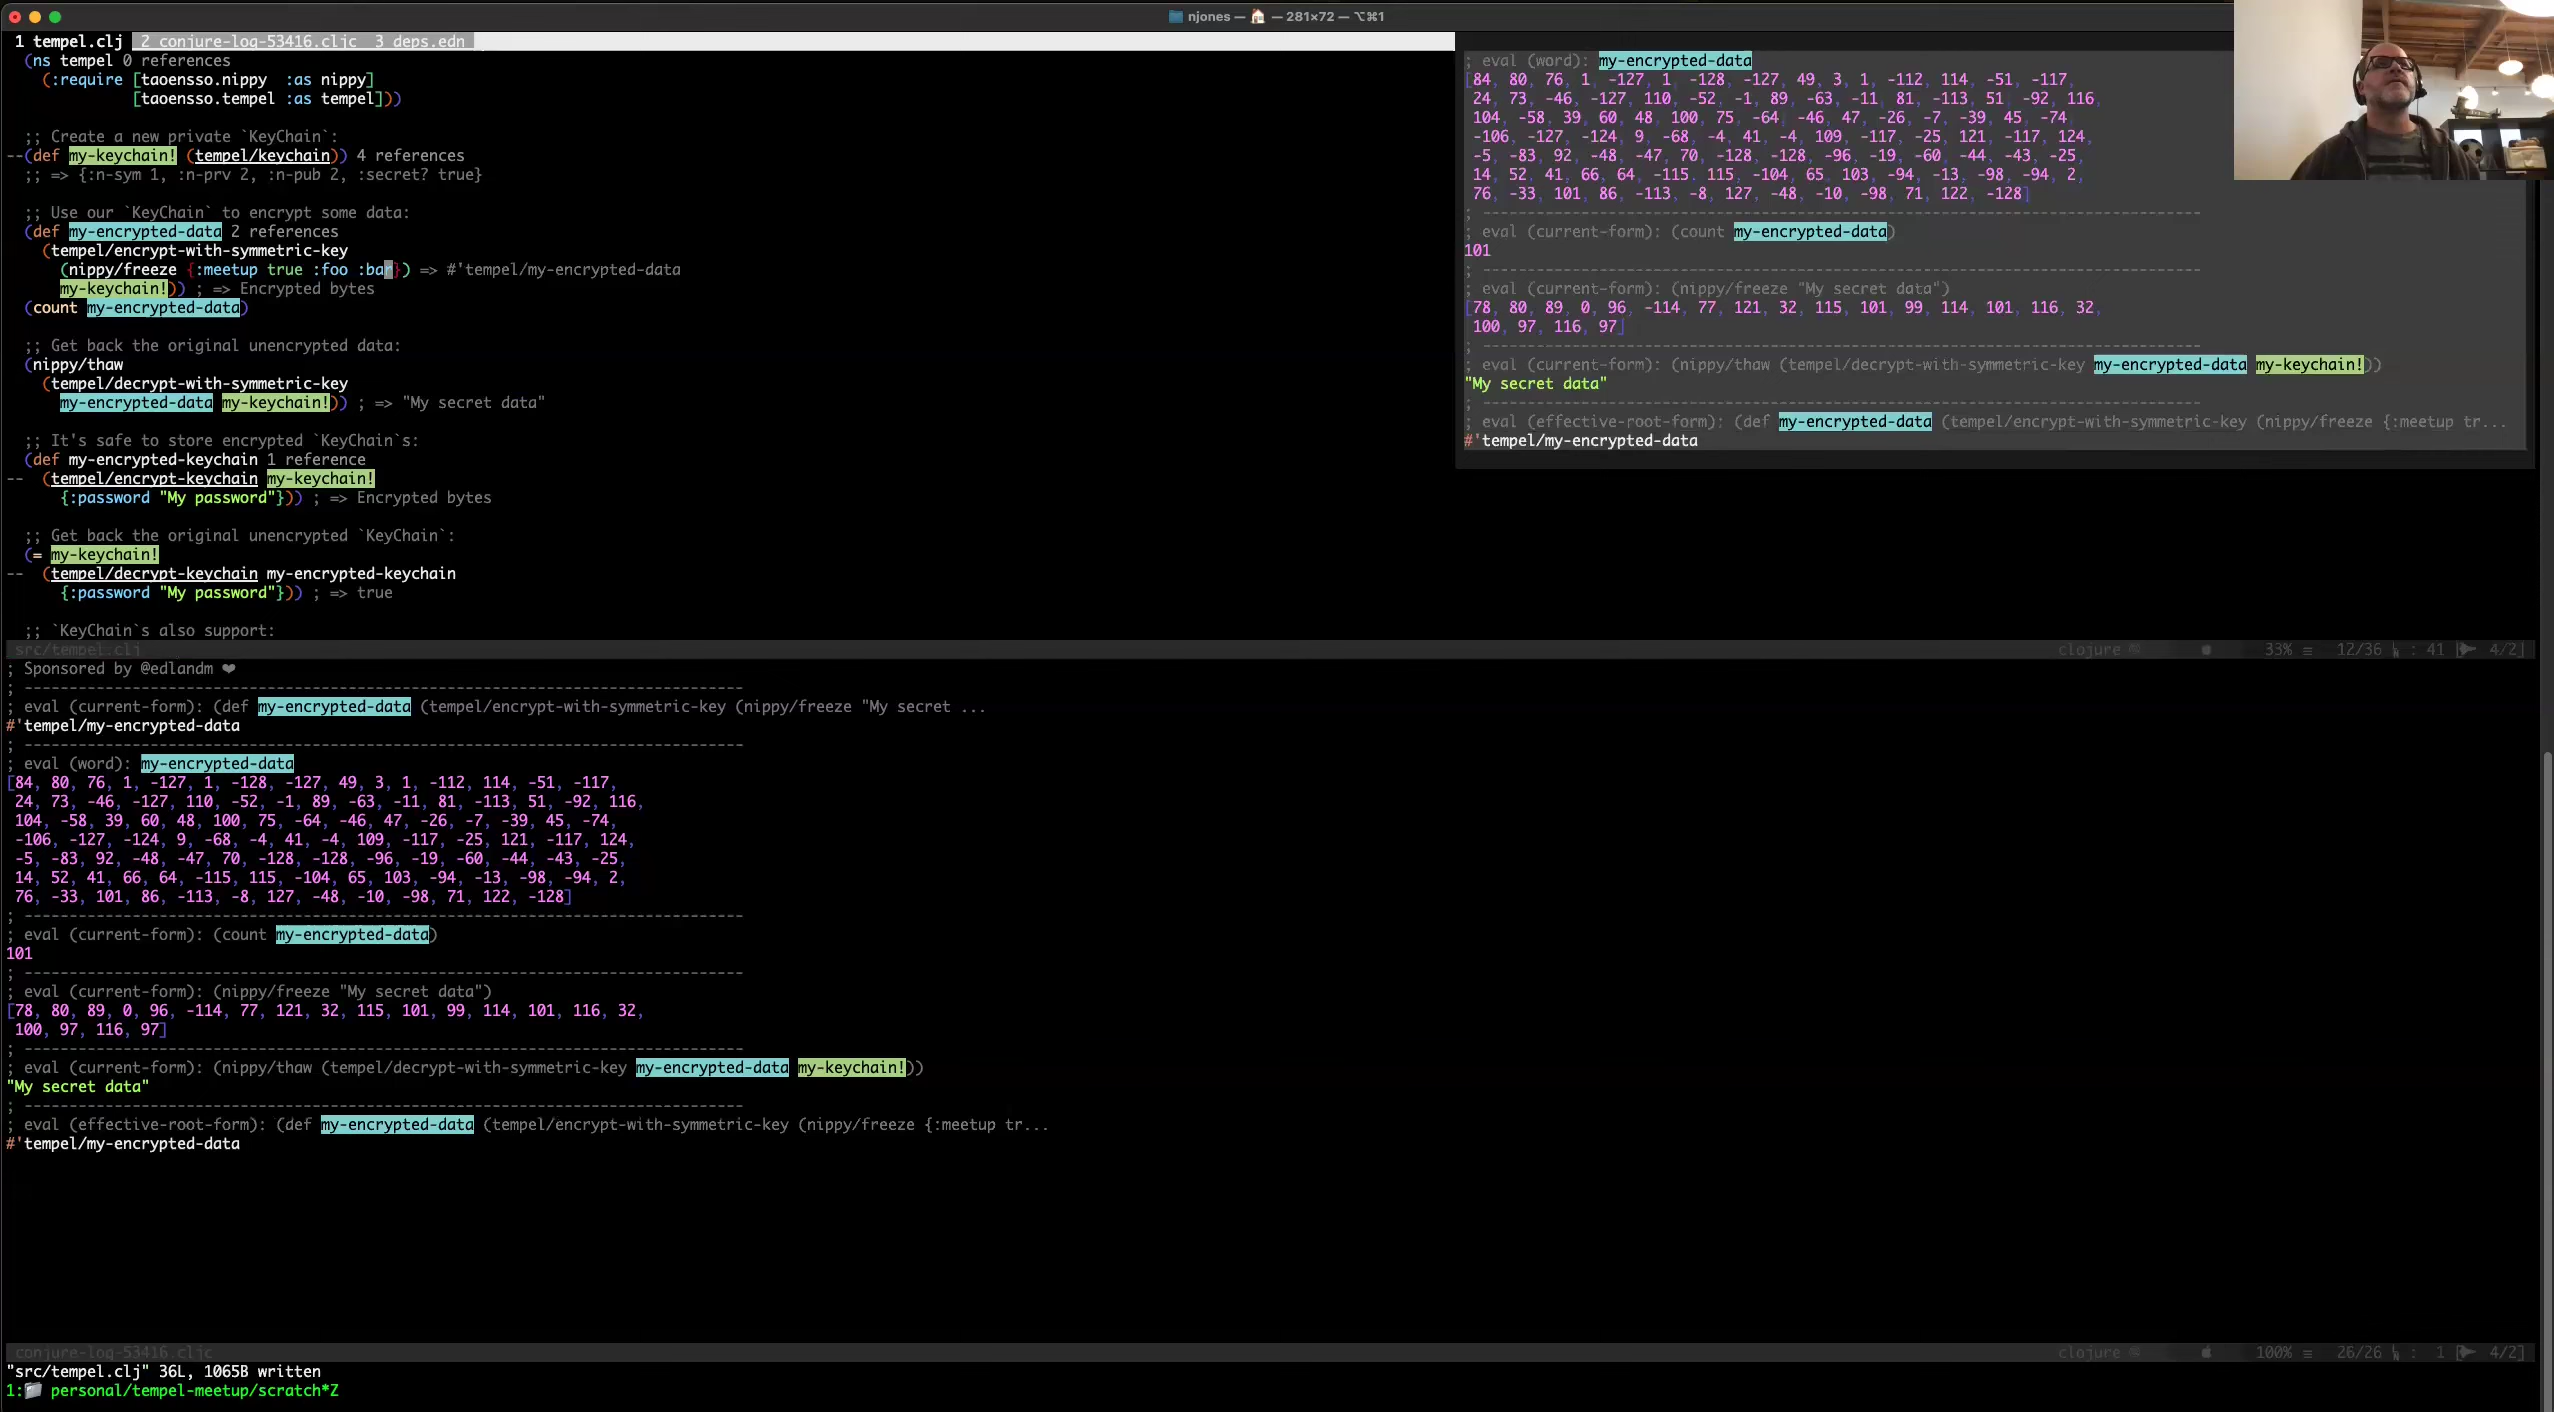 njones — 🏠 — 281×72 — ⌥⌘1
1 tempel.clj  2 conjure-log-53416.cljc  3 deps.edn
(ns tempel 0 references
(:require [taoensso.nippy  :as nippy]
[taoensso.tempel :as tempel]))
;; Create a new private `KeyChain`:
--(def my-keychain! (tempel/keychain)) 4 references
;; => {:n-sym 1, :n-prv 2, :n-pub 2, :secret? true}
;; Use our `KeyChain` to encrypt some data:
(def my-encrypted-data 2 references
(tempel/encrypt-with-symmetric-key
(nippy/freeze {:meetup true :foo :bar}) => #'tempel/my-encrypted-data
my-keychain!)) ; => Encrypted bytes
(count my-encrypted-data)
;; Get back the original unencrypted data:
(nippy/thaw
(tempel/decrypt-with-symmetric-key
my-encrypted-data my-keychain!)) ; => "My secret data"
;; It's safe to store encrypted `KeyChain`s:
(def my-encrypted-keychain 1 reference
--  (tempel/encrypt-keychain my-keychain!
{:password "My password"})) ; => Encrypted bytes
;; Get back the original unencrypted `KeyChain`:
(= my-keychain!
--  (tempel/decrypt-keychain my-encrypted-keychain
{:password "My password"})) ; => true
;; `KeyChain`s also support:
src/tempel.clj clojure 33% ≡ 12/36 : 41 4/2]
; eval (word): my-encrypted-data
[84, 80, 76, 1, -127, 1, -128, -127, 49, 3, 1, -112, 114, -51, -117,
24, 73, -46, -127, 110, -52, -1, 89, -63, -11, 81, -113, 51, -92, 116,
104, -58, 39, 60, 48, 100, 75, -64, -46, 47, -26, -7, -39, 45, -74,
-106, -127, -124, 9, -68, -4, 41, -4, 109, -117, -25, 121, -117, 124,
-5, -83, 92, -48, -47, 70, -128, -128, -96, -19, -60, -44, -43, -25,
14, 52, 41, 66, 64, -115, 115, -104, 65, 103, -94, -13, -98, -94, 2,
76, -33, 101, 86, -113, -8, 127, -48, -10, -98, 71, 122, -128]
; --------------------------------------------------------------------------------
; eval (current-form): (count my-encrypted-data)
101
; --------------------------------------------------------------------------------
; eval (current-form): (nippy/freeze "My secret data")
[78, 80, 89, 0, 96, -114, 77, 121, 32, 115, 101, 99, 114, 101, 116, 32,
100, 97, 116, 97]
; --------------------------------------------------------------------------------
; eval (current-form): (nippy/thaw (tempel/decrypt-with-symmetric-key my-encrypted-data my-keychain!))
"My secret data"
; --------------------------------------------------------------------------------
; eval (effective-root-form): (def my-encrypted-data (tempel/encrypt-with-symmetric-key (nippy/freeze {:meetup tr...
#'tempel/my-encrypted-data
; Sponsored by @edlandm ❤
; --------------------------------------------------------------------------------
; eval (current-form): (def my-encrypted-data (tempel/encrypt-with-symmetric-key (nippy/freeze "My secret ...
#'tempel/my-encrypted-data
; --------------------------------------------------------------------------------
; eval (word): my-encrypted-data
[84, 80, 76, 1, -127, 1, -128, -127, 49, 3, 1, -112, 114, -51, -117,
24, 73, -46, -127, 110, -52, -1, 89, -63, -11, 81, -113, 51, -92, 116,
104, -58, 39, 60, 48, 100, 75, -64, -46, 47, -26, -7, -39, 45, -74,
-106, -127, -124, 9, -68, -4, 41, -4, 109, -117, -25, 121, -117, 124,
-5, -83, 92, -48, -47, 70, -128, -128, -96, -19, -60, -44, -43, -25,
14, 52, 41, 66, 64, -115, 115, -104, 65, 103, -94, -13, -98, -94, 2,
76, -33, 101, 86, -113, -8, 127, -48, -10, -98, 71, 122, -128]
; --------------------------------------------------------------------------------
; eval (current-form): (count my-encrypted-data)
101
; --------------------------------------------------------------------------------
; eval (current-form): (nippy/freeze "My secret data")
[78, 80, 89, 0, 96, -114, 77, 121, 32, 115, 101, 99, 114, 101, 116, 32,
100, 97, 116, 97]
; --------------------------------------------------------------------------------
; eval (current-form): (nippy/thaw (tempel/decrypt-with-symmetric-key my-encrypted-data my-keychain!))
"My secret data"
; --------------------------------------------------------------------------------
; eval (effective-root-form): (def my-encrypted-data (tempel/encrypt-with-symmetric-key (nippy/freeze {:meetup tr...
#'tempel/my-encrypted-data
conjure-log-53416.cljc clojure 100% ≡ 26/26 : 1 4/2]
"src/tempel.clj" 36L, 1065B written
1: personal/tempel-meetup/scratch*Z